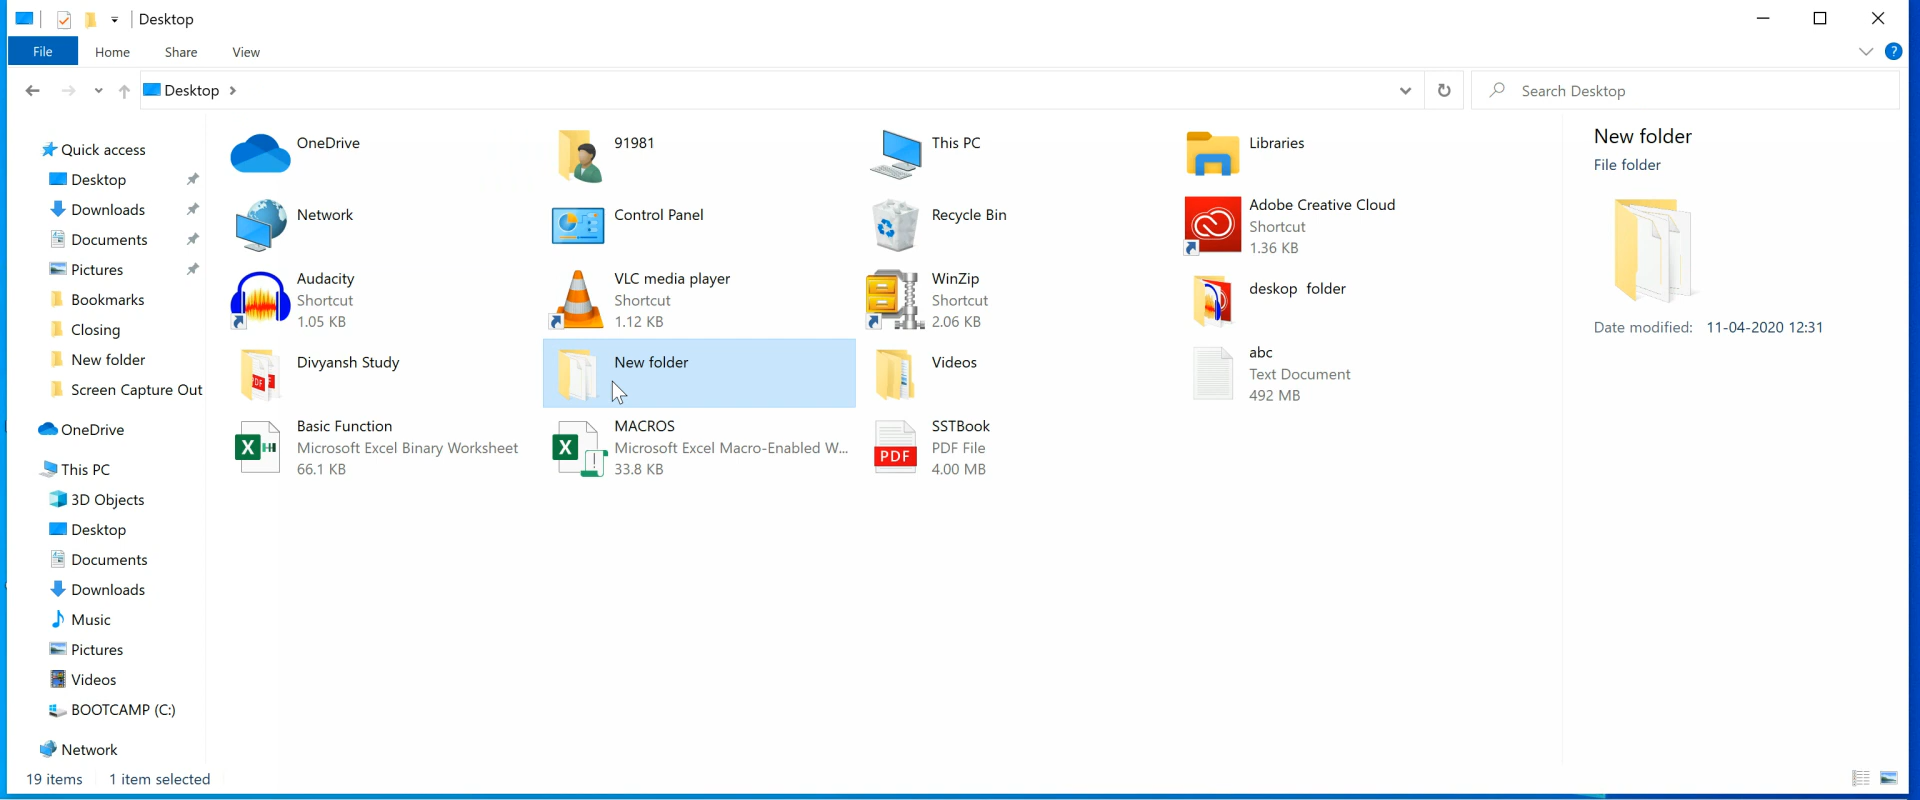 Desktop
File Home Share View
?
Desktop
Search Desktop
Quick access
Desktop
Downloads
Documents
Pictures
Bookmarks
Closing
New folder
Screen Capture Out
OneDrive
This PC
3D Objects
Desktop
Documents
Downloads
Music
Pictures
Videos
BOOTCAMP (C:)
Network
OneDrive
91981
This PC
Libraries
Network
Control Panel
Recycle Bin
Adobe Creative Cloud
Shortcut
1.36 KB
Audacity
Shortcut
1.05 KB
VLC media player
Shortcut
1.12 KB
WinZip
Shortcut
2.06 KB
deskop folder
PDF
Divyansh Study
New folder
Videos
abc
Text Document
492 MB
X
Basic Function
Microsoft Excel Binary Worksheet
66.1 KB
X
MACROS
Microsoft Excel Macro-Enabled W...
33.8 KB
PDF
SSTBook
PDF File
4.00 MB
New folder
File folder
Date modified: 11-04-2020 12:31
19 items 1 item selected